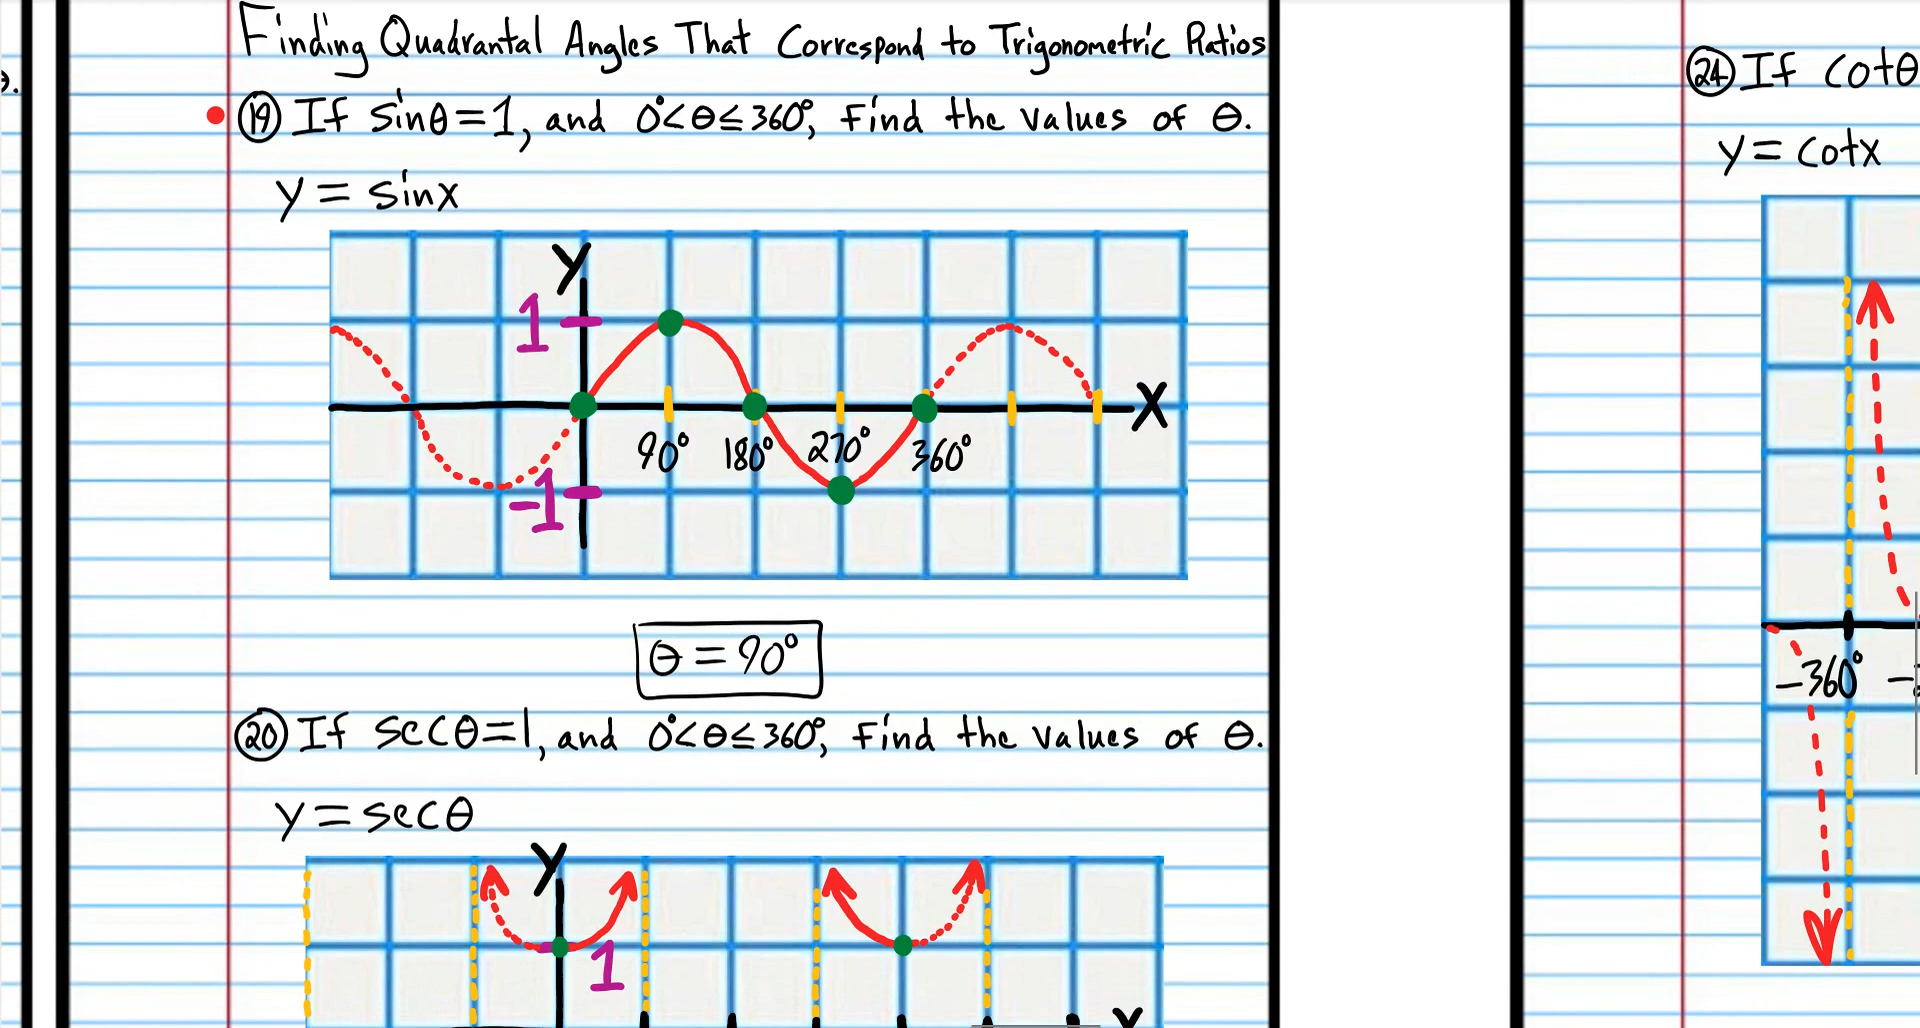 Finding Quadrantal Angles That Correspond to Trigonometric Ratios
⑲ If sinθ=1, and 0°<θ≤360°, Find the values of θ.
y = sinx
Y
1
X
90° 180° 270° 360°
-1
θ = 90°
⑳ If secθ=1, and 0°<θ≤360°, Find the values of θ.
y = secθ
Y
1
X
㉔ If cotθ
y = cotx
-360°